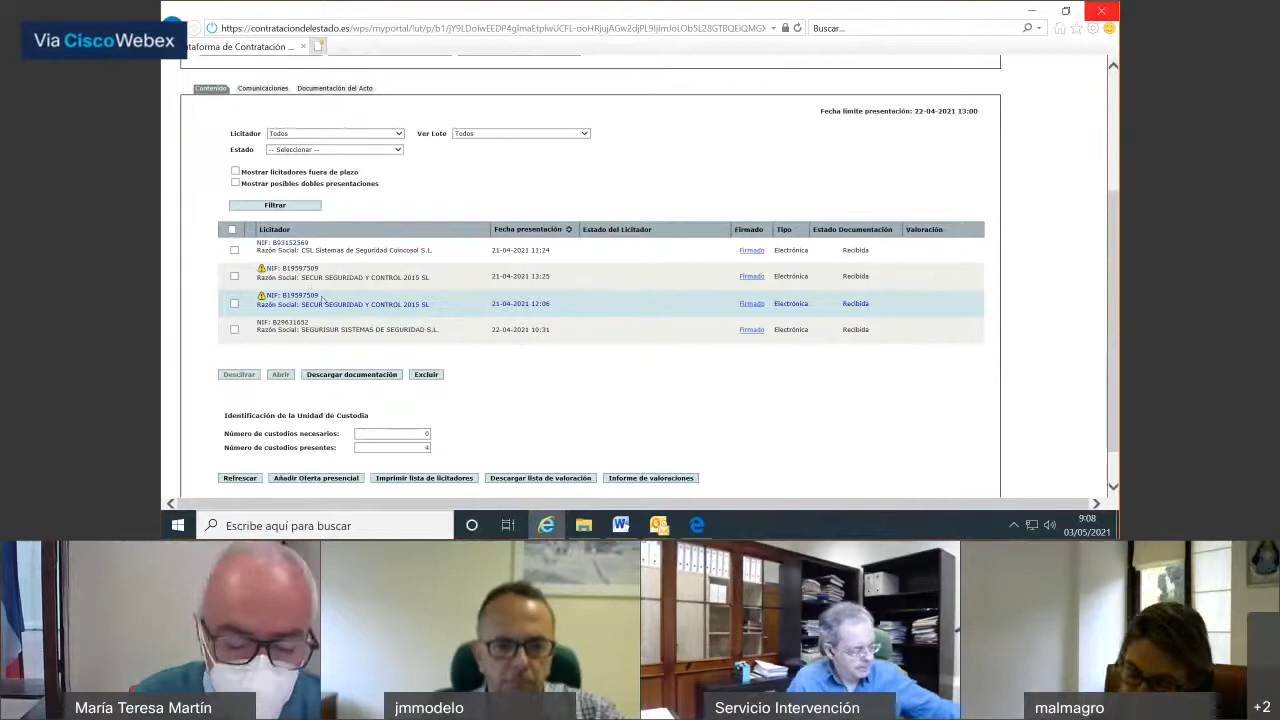 Via CiscoWebex
https://contrataciondelestado.es
Buscar...
ataforma de Contratación ...
Contenido Comunicaciones Documentación del Acto
Fecha límite presentación: 22-04-2021 13:00
Licitador Todos Ver Lote Todos
Estado -- Seleccionar --
Mostrar licitadores fuera de plazo
Mostrar posibles dobles presentaciones
Filtrar
Licitador Fecha presentación Estado del Licitador Firmado Tipo Estado Documentación Valoración
NIF: B93152569
Razón Social: CSL Sistemas de Seguridad Coincosol S.L. 21-04-2021 11:24 Firmado Electrónica Recibida
NIF: B19597509
Razón Social: SECUR SEGURIDAD Y CONTROL 2015 SL 21-04-2021 13:25 Firmado Electrónica Recibida
NIF: B19597509
Razón Social: SECUR SEGURIDAD Y CONTROL 2015 SL 21-04-2021 12:06 Firmado Electrónica Recibida
NIF: B29631652
Razón Social: SEGURISUR SISTEMAS DE SEGURIDAD S.L. 22-04-2021 10:31 Firmado Electrónica Recibida
Descifrar Abrir Descargar documentación Excluir
Identificación de la Unidad de Custodia
Número de custodios necesarios: 0
Número de custodios presentes: 4
Refrescar Añadir Oferta presencial Imprimir lista de licitadores Descargar lista de valoración Informe de valoraciones
Escribe aquí para buscar
9:08
03/05/2021
María Teresa Martín
jmmodelo
Servicio Intervención
malmagro
+2